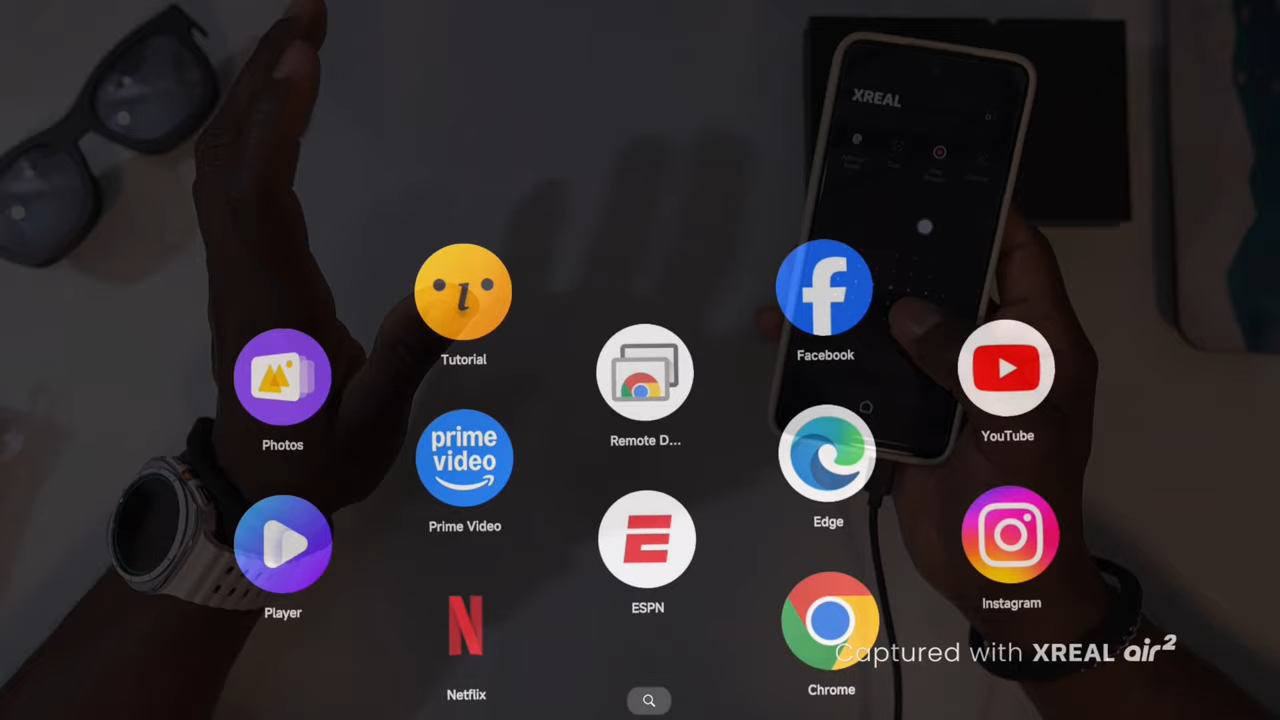 XREAL
Tutorial
Facebook
Photos
Remote D...
YouTube
prime
video
Prime Video
Edge
Player
ESPN
Instagram
Captured with XREAL air²
Netflix
Chrome